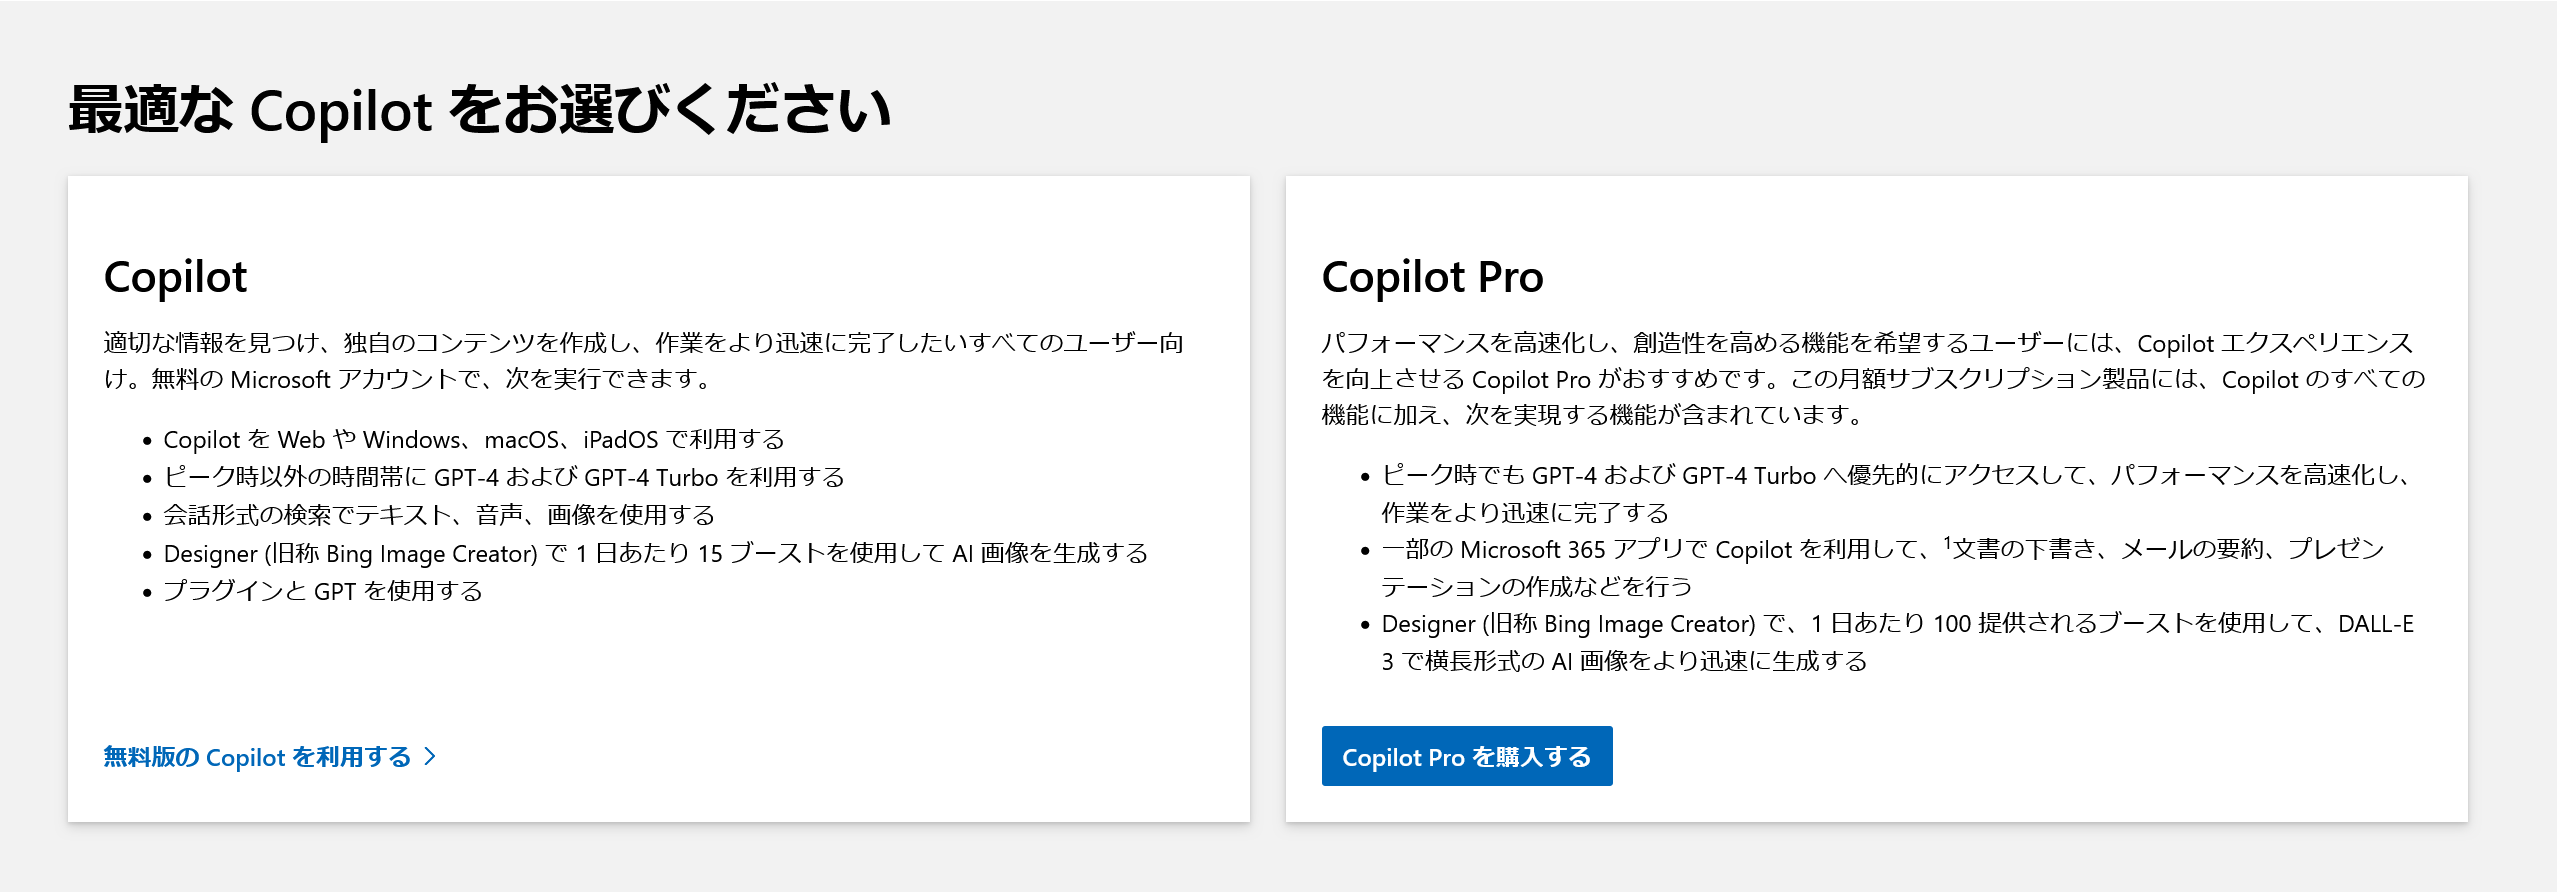 最適な Copilot をお選びください
Copilot
適切な情報を見つけ、独自のコンテンツを作成し、作業をより迅速に完了したいすべてのユーザー向
け。無料の Microsoft アカウントで、次を実行できます。
• Copilot を Web や Windows、macOS、iPadOS で利用する
• ピーク時以外の時間帯に GPT-4 および GPT-4 Turbo を利用する
• 会話形式の検索でテキスト、音声、画像を使用する
• Designer (旧称 Bing Image Creator) で 1 日あたり 15 ブーストを使用して AI 画像を生成する
• プラグインと GPT を使用する
無料版の Copilot を利用する >
Copilot Pro
パフォーマンスを高速化し、創造性を高める機能を希望するユーザーには、Copilot エクスペリエンス
を向上させる Copilot Pro がおすすめです。この月額サブスクリプション製品には、Copilot のすべての
機能に加え、次を実現する機能が含まれています。
• ピーク時でも GPT-4 および GPT-4 Turbo へ優先的にアクセスして、パフォーマンスを高速化し、
作業をより迅速に完了する
• 一部の Microsoft 365 アプリで Copilot を利用して、¹文書の下書き、メールの要約、プレゼン
テーションの作成などを行う
• Designer (旧称 Bing Image Creator) で、1 日あたり 100 提供されるブーストを使用して、DALL-E
3 で横長形式の AI 画像をより迅速に生成する
Copilot Pro を購入する